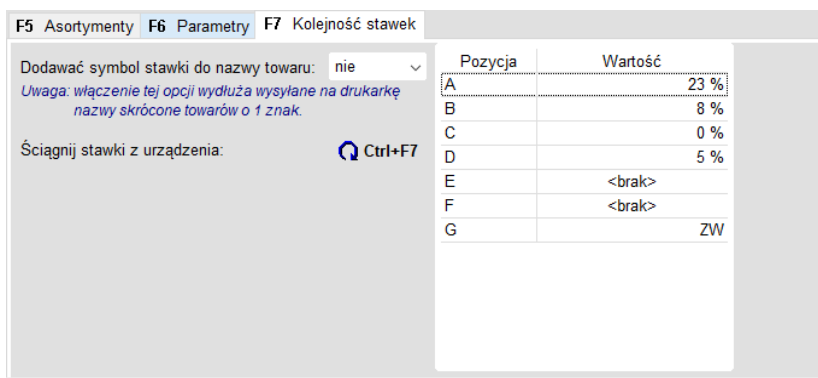 F5 Asortymenty F6 Parametry F7 Kolejność stawek
Dodawać symbol stawki do nazwy towaru: nie
Uwaga: włączenie tej opcji wydłuża wysyłane na drukarkę
nazwy skrócone towarów o 1 znak.
Ściągnij stawki z urządzenia: Ctrl+F7
Pozycja Wartość
A 23 %
B 8 %
C 0 %
D 5 %
E <brak>
F <brak>
G ZW